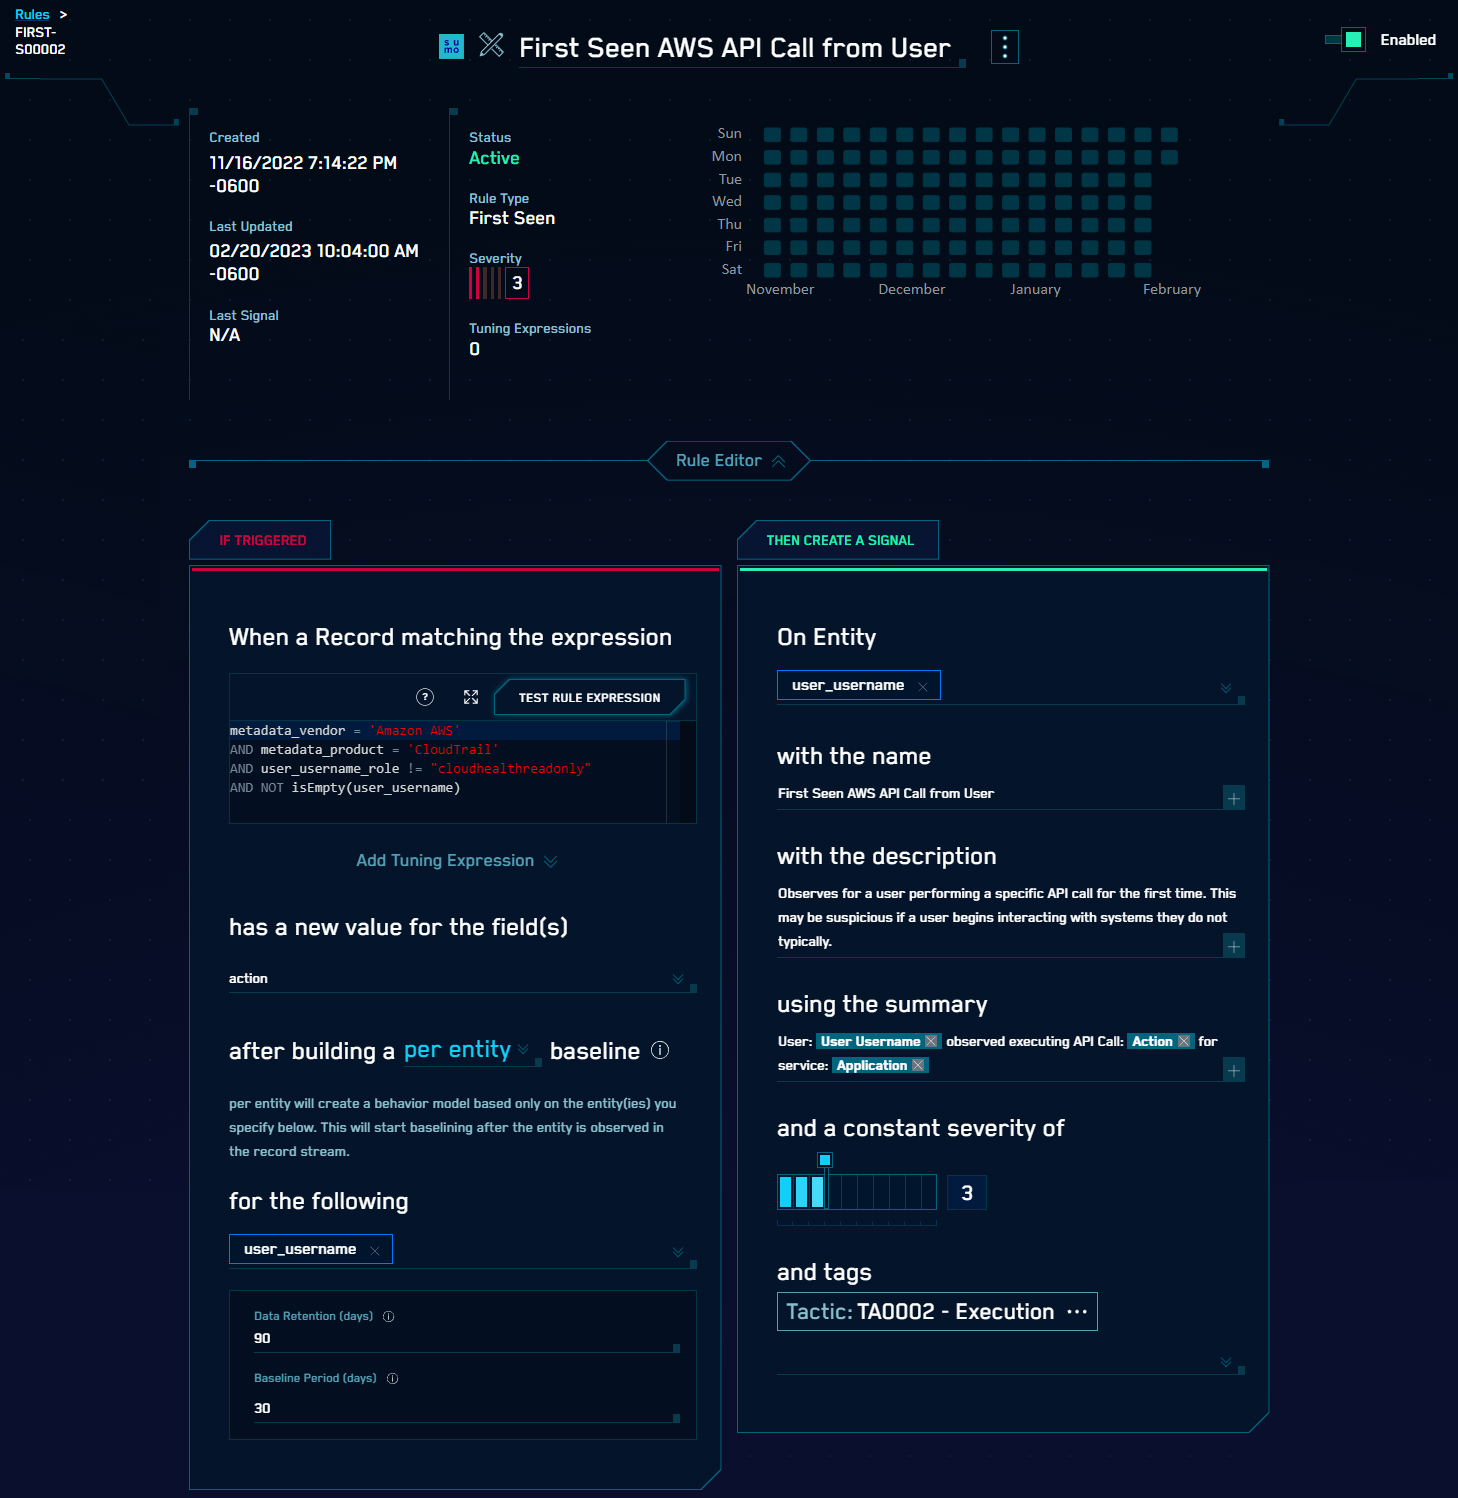 Rules >
FIRST-
S00002
su
mo
First Seen AWS API Call from User
Enabled
Created
11/16/2022 7:14:22 PM
-0600
Last Updated
02/20/2023 10:04:00 AM
-0600
Last Signal
N/A
Status
Active
Rule Type
First Seen
Severity
3
Tuning Expressions
0
Sun
Mon
Tue
Wed
Thu
Fri
Sat
November December January February
Rule Editor
IF TRIGGERED
When a Record matching the expression
?
TEST RULE EXPRESSION
metadata_vendor = 'Amazon AWS'
AND metadata_product = 'CloudTrail'
AND user_username_role != "cloudhealthreadonly"
AND NOT isEmpty(user_username)
Add Tuning Expression
has a new value for the field(s)
action
after building a per entity baseline
per entity will create a behavior model based only on the entity(ies) you
specify below. This will start baselining after the entity is observed in
the record stream.
for the following
user_username
Data Retention (days)
90
Baseline Period (days)
30
THEN CREATE A SIGNAL
On Entity
user_username
with the name
First Seen AWS API Call from User
with the description
Observes for a user performing a specific API call for the first time. This
may be suspicious if a user begins interacting with systems they do not
typically.
using the summary
User: User Username observed executing API Call: Action for
service: Application
and a constant severity of
3
and tags
Tactic: TA0002 - Execution ···